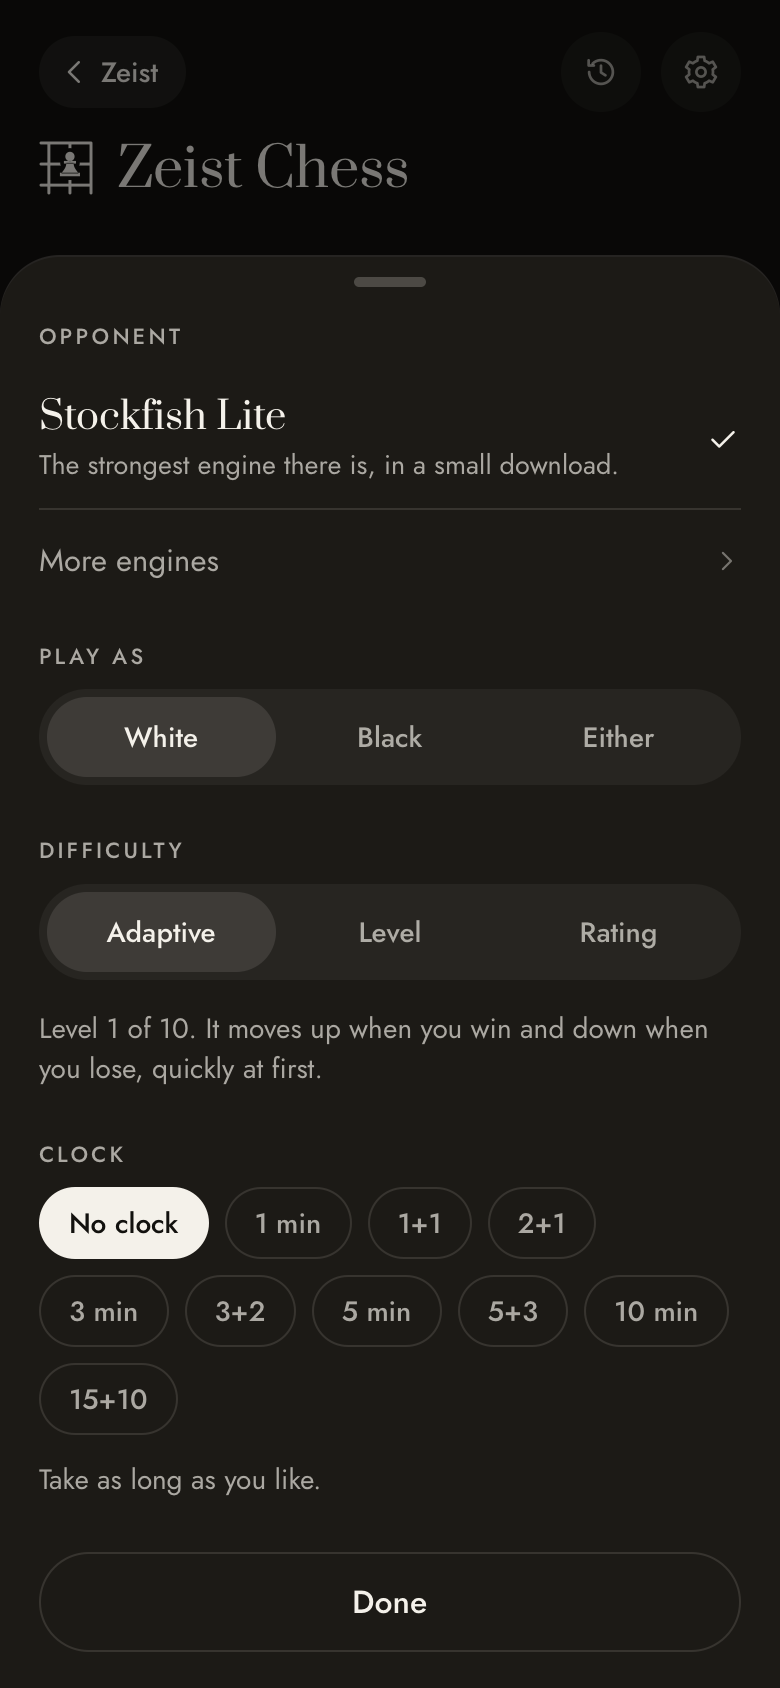 Zeist
Zeist Chess
OPPONENT
Stockfish Lite
The strongest engine there is, in a small download.
More engines
PLAY AS
White Black Either
DIFFICULTY
Adaptive Level Rating
Level 1 of 10. It moves up when you win and down when
you lose, quickly at first.
CLOCK
No clock 1 min 1+1 2+1
3 min 3+2 5 min 5+3 10 min
15+10
Take as long as you like.
Done